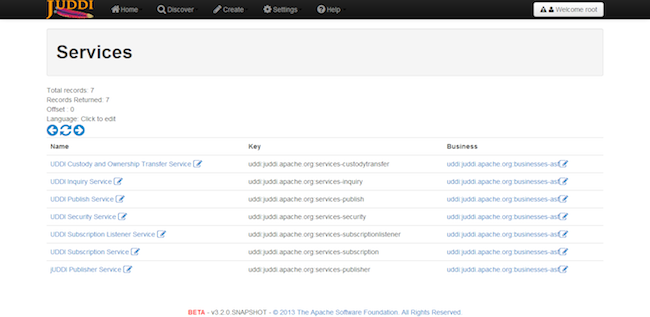 jUDDI
Home Discover Create Settings Help Welcome root
Services
Total records: 7
Records Returned: 7
Offset : 0
Language: Click to edit
Name Key Business
UDDI Custody and Ownership Transfer Service uddi:juddi.apache.org:services-custodytransfer uddi:juddi.apache.org:businesses-asf
UDDI Inquiry Service uddi:juddi.apache.org:services-inquiry uddi:juddi.apache.org:businesses-asf
UDDI Publish Service uddi:juddi.apache.org:services-publish uddi:juddi.apache.org:businesses-asf
UDDI Security Service uddi:juddi.apache.org:services-security uddi:juddi.apache.org:businesses-asf
UDDI Subscription Listener Service uddi:juddi.apache.org:services-subscriptionlistener uddi:juddi.apache.org:businesses-asf
UDDI Subscription Service uddi:juddi.apache.org:services-subscription uddi:juddi.apache.org:businesses-asf
jUDDI Publisher Service uddi:juddi.apache.org:services-publisher uddi:juddi.apache.org:businesses-asf
BETA - v3.2.0 SNAPSHOT - © 2013 The Apache Software Foundation. All Rights Reserved.